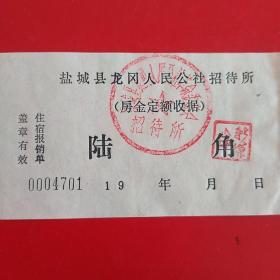 盐城县龙冈人民公社招待所
(房金定额收据)
陆 角
住宿报销单
盖章有效
招待所
0004701 19 年 月 日